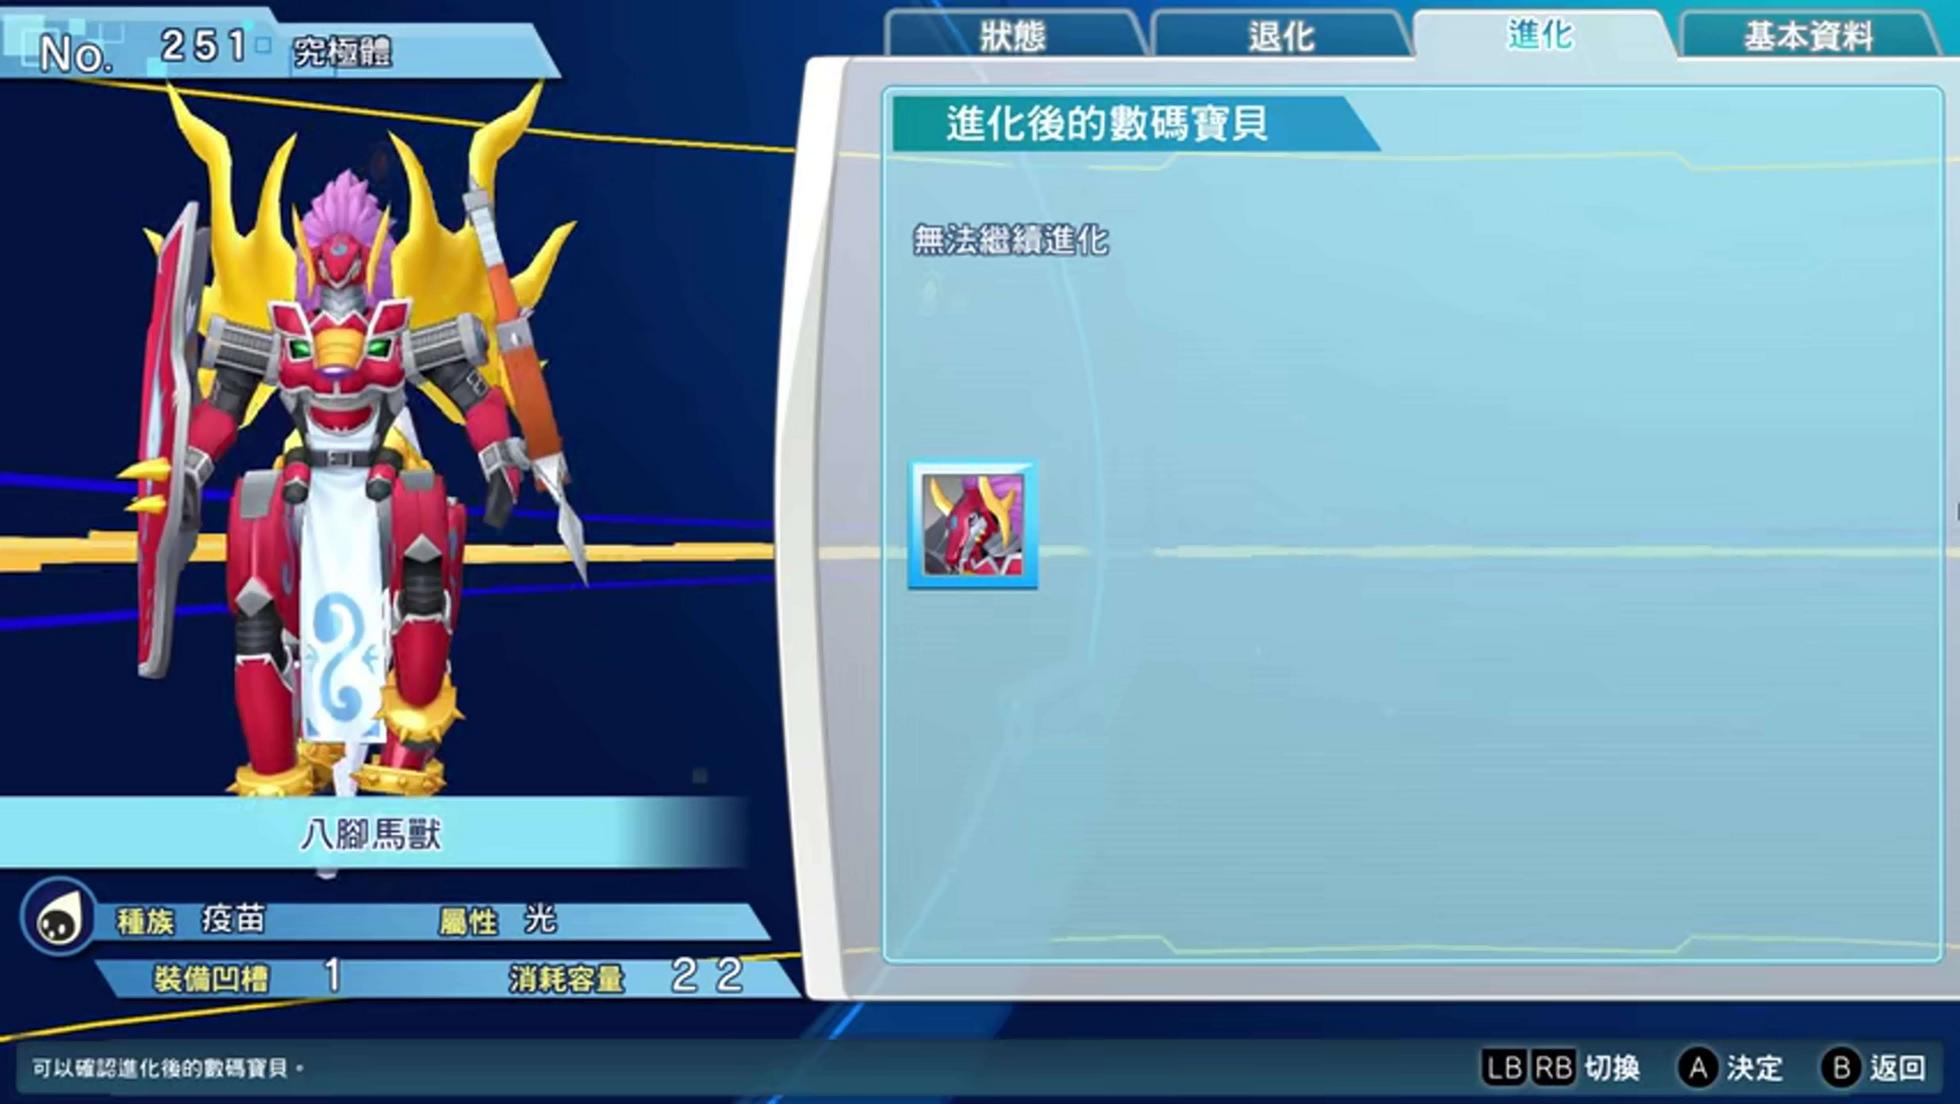 No. 251 究極體
狀態 退化 進化 基本資料
進化後的數碼寶貝
無法繼續進化
八腳馬獸
種族 疫苗 屬性 光
裝備凹槽 1 消耗容量 22
可以確認進化後的數碼寶貝。
LB RB 切換 A 決定 B 返回